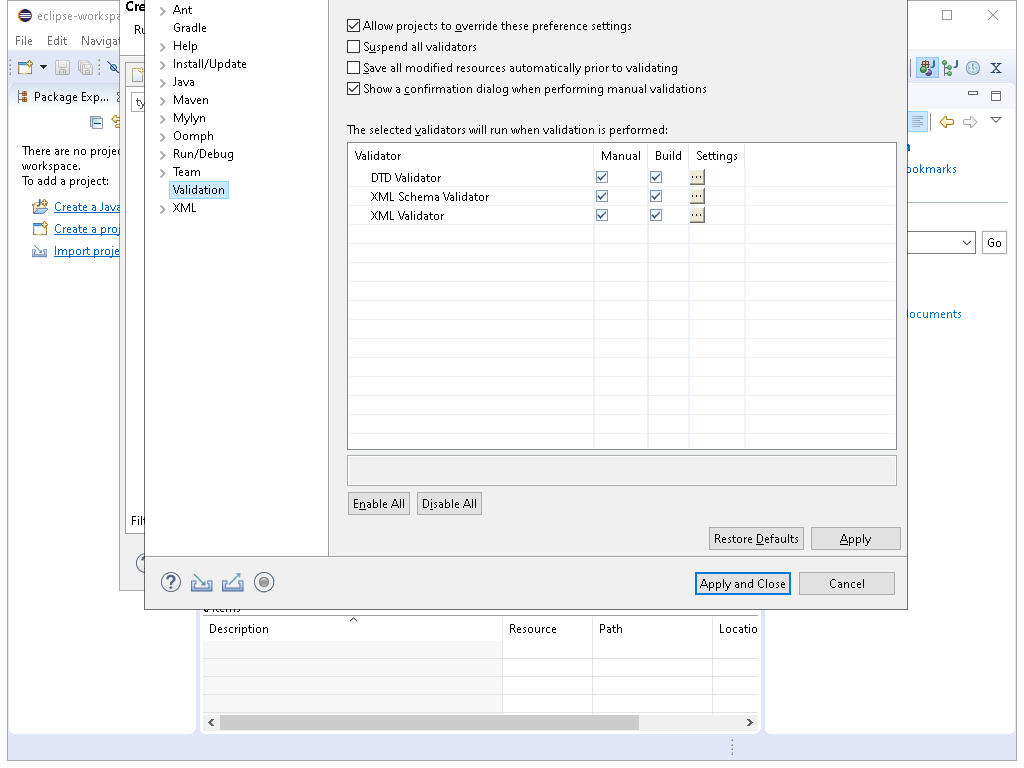 eclipse-workspa
File Edit Navigat
Package Exp...
There are no projec
workspace.
To add a project:
Create a Java
Create a proj
Import proje
Cre
Ru
ty
Filt
Ant
Gradle
Help
Install/Update
Java
Maven
Mylyn
Oomph
Run/Debug
Team
Validation
XML
Allow projects to override these preference settings
Suspend all validators
Save all modified resources automatically prior to validating
Show a confirmation dialog when performing manual validations
The selected validators will run when validation is performed:
Validator Manual Build Settings
DTD Validator ...
XML Schema Validator ...
XML Validator ...
Enable All Disable All
Restore Defaults Apply
Apply and Close Cancel
okmarks
Go
ocuments
Description Resource Path Locatio